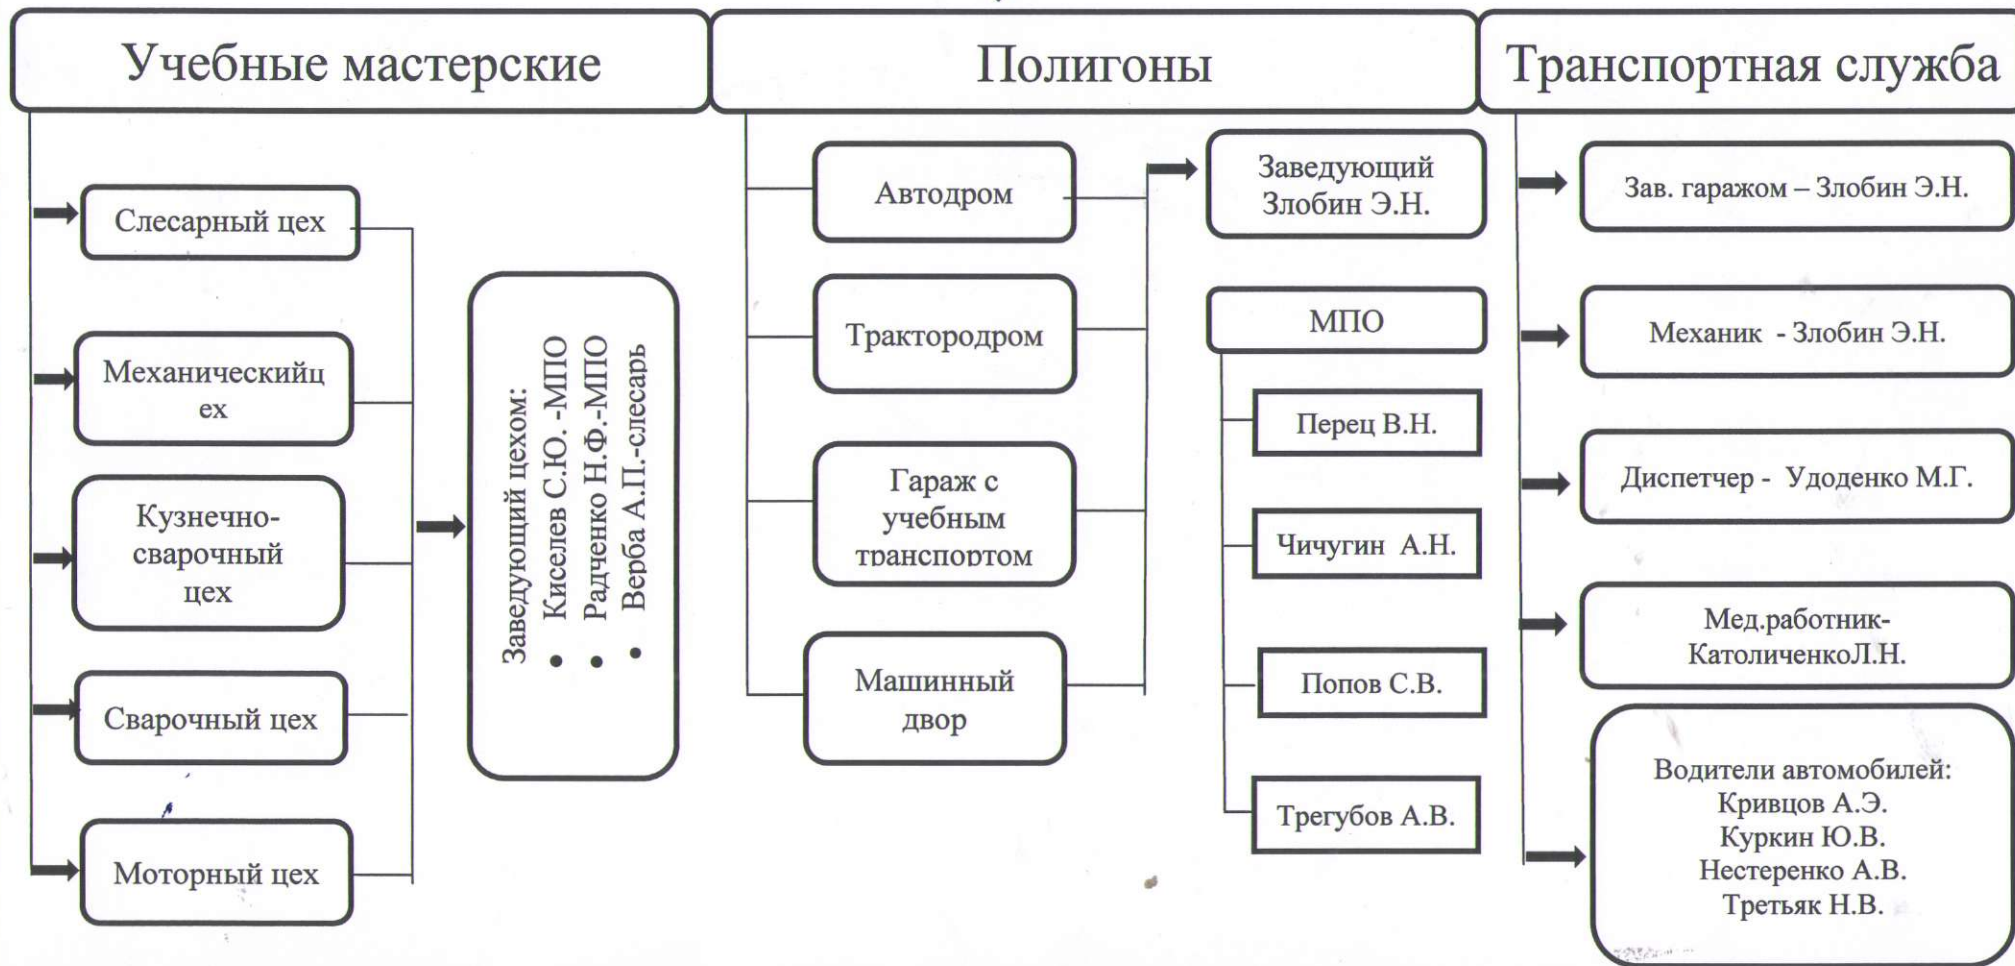 Учебные мастерские
Слесарный цех
Механическийц
ех
Кузнечно-
сварочный
цех
Сварочный цех
Моторный цех
Заведующий цехом:
• Киселев С.Ю. -МПО
• Радченко Н.Ф.-МПО
• Верба А.П.-слесарь
Полигоны
Автодром
Трактородром
Гараж с
учебным
транспортом
Машинный
двор
Заведующий
Злобин Э.Н.
МПО
Перец В.Н.
Чичугин А.Н.
Попов С.В.
Трегубов А.В.
Транспортная служба
Зав. гаражом – Злобин Э.Н.
Механик - Злобин Э.Н.
Диспетчер - Удоденко М.Г.
Мед.работник-
КатоличенкоЛ.Н.
Водители автомобилей:
Кривцов А.Э.
Куркин Ю.В.
Нестеренко А.В.
Третьяк Н.В.